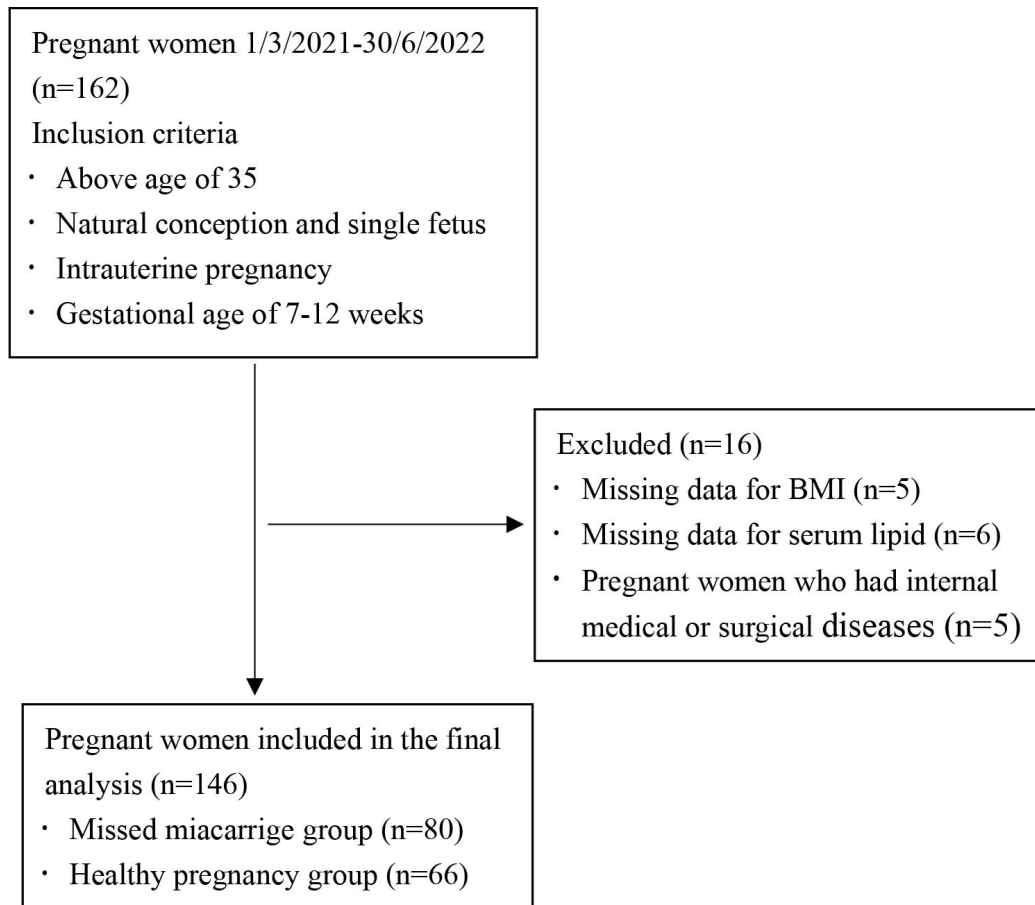 Pregnant women 1/3/2021-30/6/2022
(n=162)
Inclusion criteria
· Above age of 35
· Natural conception and single fetus
· Intrauterine pregnancy
· Gestational age of 7-12 weeks
Excluded (n=16)
· Missing data for BMI (n=5)
· Missing data for serum lipid (n=6)
· Pregnant women who had internal
medical or surgical diseases (n=5)
Pregnant women included in the final
analysis (n=146)
· Missed miacarrige group (n=80)
· Healthy pregnancy group (n=66)